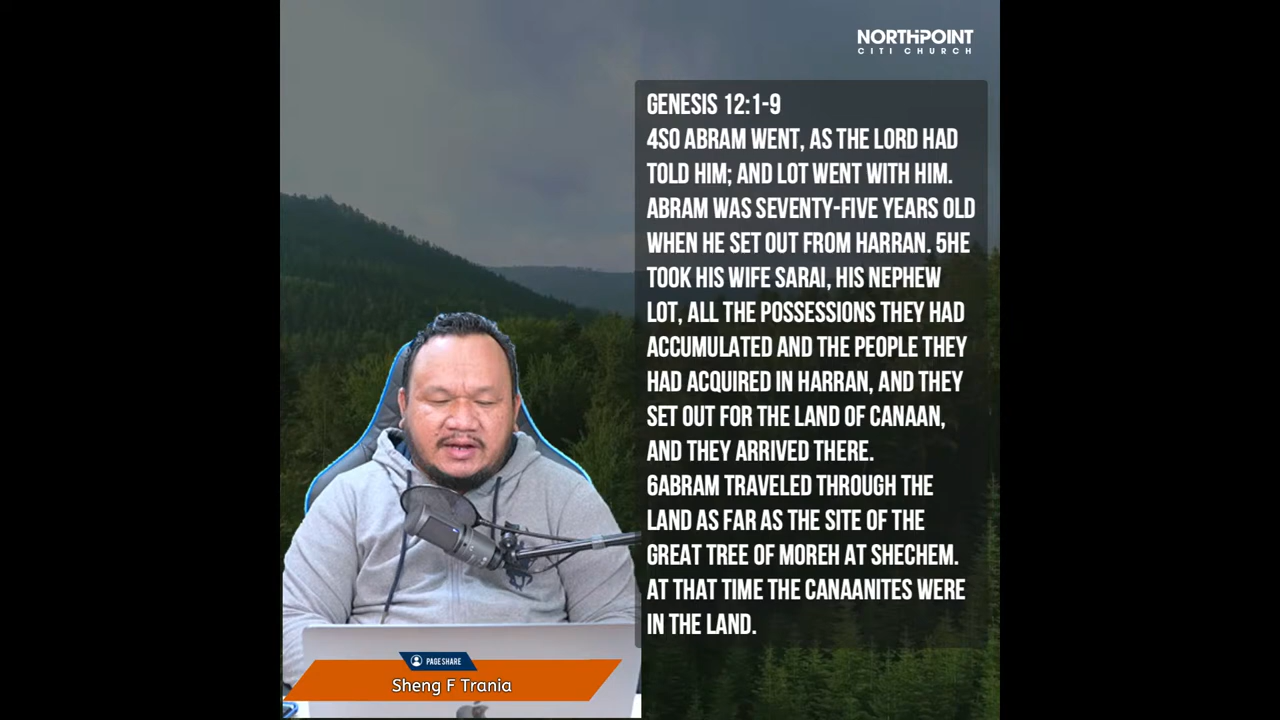 NORTHPOINT
CITI CHURCH
GENESIS 12:1-9
4SO ABRAM WENT, AS THE LORD HAD
TOLD HIM; AND LOT WENT WITH HIM.
ABRAM WAS SEVENTY-FIVE YEARS OLD
WHEN HE SET OUT FROM HARRAN. 5HE
TOOK HIS WIFE SARAI, HIS NEPHEW
LOT, ALL THE POSSESSIONS THEY HAD
ACCUMULATED AND THE PEOPLE THEY
HAD ACQUIRED IN HARRAN, AND THEY
SET OUT FOR THE LAND OF CANAAN,
AND THEY ARRIVED THERE.
6ABRAM TRAVELED THROUGH THE
LAND AS FAR AS THE SITE OF THE
GREAT TREE OF MOREH AT SHECHEM.
AT THAT TIME THE CANAANITES WERE
IN THE LAND.
PAGE SHARE
Sheng F Trania